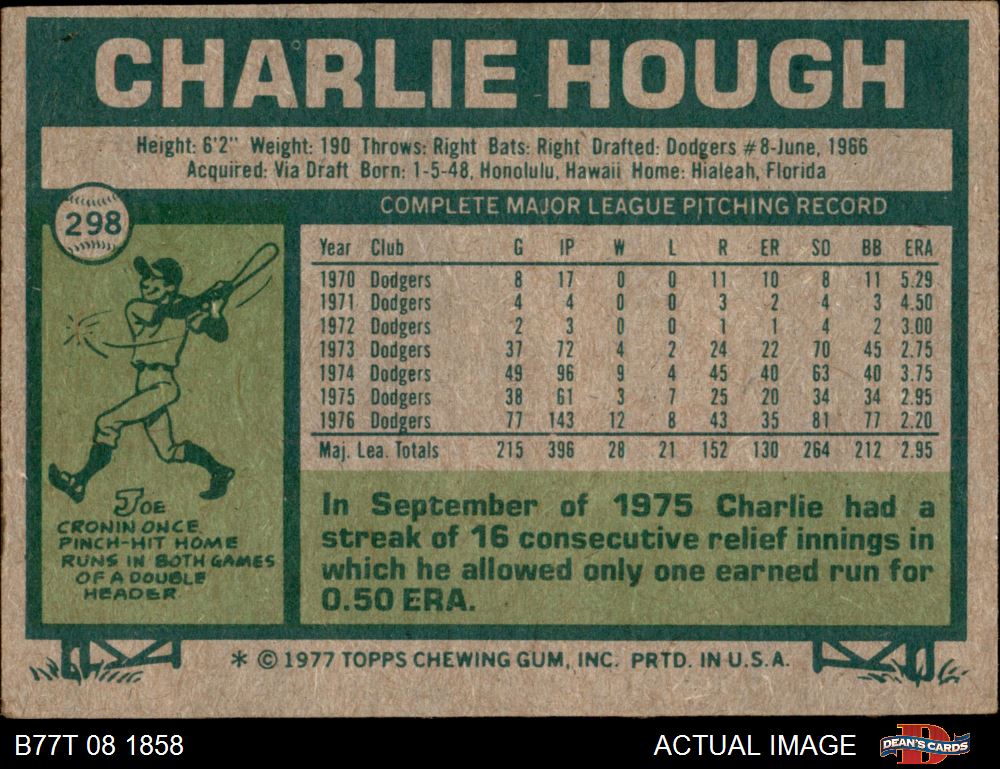 CHARLIE HOUGH
Height: 6'2" Weight: 190 Throws: Right Bats: Right Drafted: Dodgers #8-June, 1966
Acquired: Via Draft Born: 1-5-48, Honolulu, Hawaii Home: Hialeah, Florida
298
COMPLETE MAJOR LEAGUE PITCHING RECORD
Year Club G IP W L R ER SO BB ERA
1970 Dodgers 8 17 0 0 11 10 8 11 5.29
1971 Dodgers 4 4 0 0 3 2 4 3 4.50
1972 Dodgers 2 3 0 0 1 1 4 2 3.00
1973 Dodgers 37 72 4 2 24 22 70 45 2.75
1974 Dodgers 49 96 9 4 45 40 63 40 3.75
1975 Dodgers 38 61 3 7 25 20 34 34 2.95
1976 Dodgers 77 143 12 8 43 35 81 77 2.20
Maj. Lea. Totals 215 396 28 21 152 130 264 212 2.95
JOE
CRONIN ONCE
PINCH-HIT HOME
RUNS IN BOTH GAMES
OF A DOUBLE
HEADER
In September of 1975 Charlie had a
streak of 16 consecutive relief innings in
which he allowed only one earned run for
0.50 ERA.
* © 1977 TOPPS CHEWING GUM, INC. PRTD. IN U.S.A.
B77T 08 1858
ACTUAL IMAGE
DEAN'S CARDS